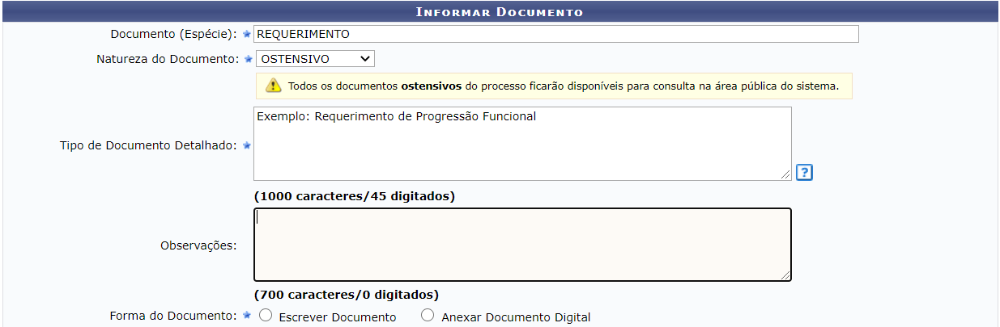 INFORMAR DOCUMENTO
Documento (Espécie): REQUERIMENTO
Natureza do Documento: OSTENSIVO
Todos os documentos ostensivos do processo ficarão disponíveis para consulta na área pública do sistema.
Exemplo: Requerimento de Progressão Funcional
Tipo de Documento Detalhado:
?
(1000 caracteres/45 digitados)
Observações:
(700 caracteres/0 digitados)
Forma do Documento: Escrever Documento Anexar Documento Digital